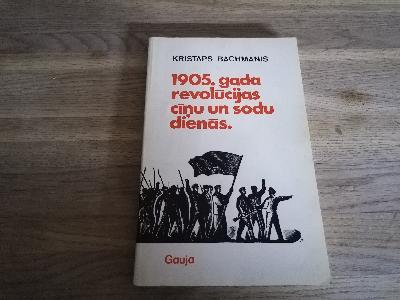 KRISTAPS BACHMANIS
1905. gada
revolūcijas
cīņu un sodu
dienās.
Gauja